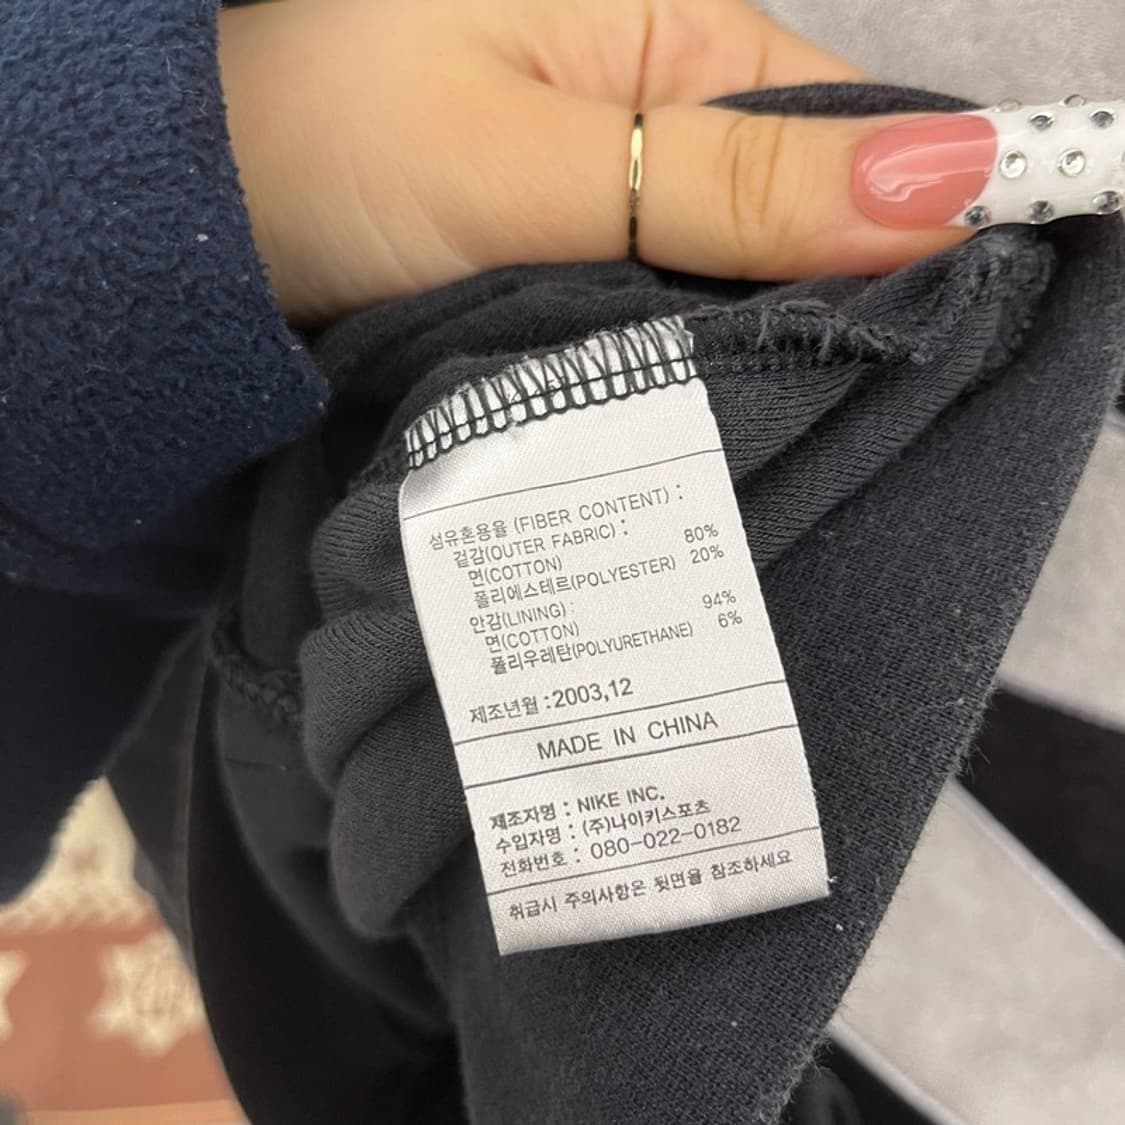 섬유혼용율 (FIBER CONTENT) :
겉감(OUTER FABRIC) :
면(COTTON) 80%
폴리에스테르(POLYESTER) 20%
안감(LINING) :
면(COTTON) 94%
폴리우레탄(POLYURETHANE) 6%
제조년월 : 2003,12
MADE IN CHINA
제조자명 : NIKE INC.
수입자명 : (주)나이키스포츠
전화번호 : 080-022-0182
취급시 주의사항은 뒷면을 참조하세요